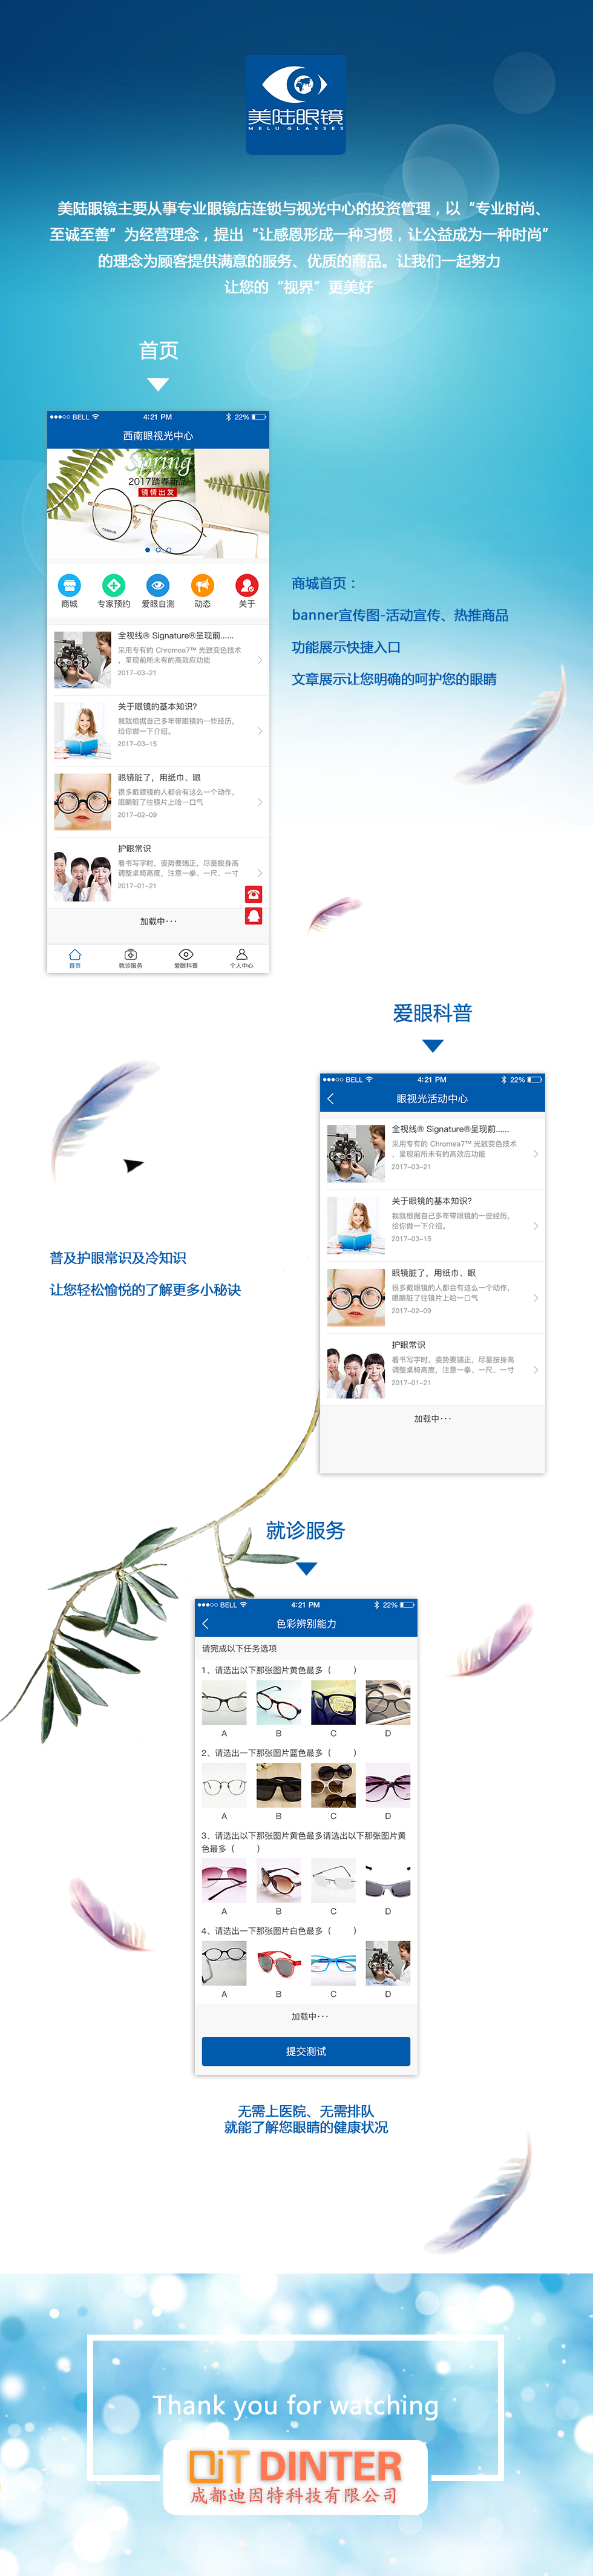 美陆眼镜
MELU GLASSES
美陆眼镜主要从事专业眼镜店连锁与视光中心的投资管理，以“专业时尚、
至诚至善”为经营理念，提出“让感恩形成一种习惯，让公益成为一种时尚”
的理念为顾客提供满意的服务、优质的商品。让我们一起努力
让您的“视界”更美好
首页
BELL 4:21 PM 22%
西南眼视光中心
Spring
2017踏春新品
镜情出发
商城 专家预约 爱眼自测 动态 关于
全视线® Signature®呈现前......
采用专有的 Chromea7™ 光致变色技术
，呈现前所未有的高效应功能
2017-03-21
关于眼镜的基本知识?
我就根据自己多年带眼镜的一些经历，
给你做一下介绍。
2017-03-15
眼镜脏了，用纸巾、眼
很多戴眼镜的人都会有这么一个动作，
眼睛脏了往镜片上哈一口气
2017-02-09
护眼常识
看书写字时，姿势要端正，尽量按身高
调整桌椅高度，注意一拳、一尺、一寸
2017-01-21
加载中···
首页 就诊服务 爱眼科普 个人中心
商城首页：
banner宣传图-活动宣传、热推商品
功能展示快捷入口
文章展示让您明确的呵护您的眼睛
爱眼科普
BELL 4:21 PM 22%
眼视光活动中心
全视线® Signature®呈现前......
采用专有的 Chromea7™ 光致变色技术
，呈现前所未有的高效应功能
2017-03-21
关于眼镜的基本知识?
我就根据自己多年带眼镜的一些经历，
给你做一下介绍。
2017-03-15
眼镜脏了，用纸巾、眼
很多戴眼镜的人都会有这么一个动作，
眼睛脏了往镜片上哈一口气
2017-02-09
护眼常识
看书写字时，姿势要端正，尽量按身高
调整桌椅高度，注意一拳、一尺、一寸
2017-01-21
加载中···
普及护眼常识及冷知识
让您轻松愉悦的了解更多小秘诀
就诊服务
BELL 4:21 PM 22%
色彩辨别能力
请完成以下任务选项
1、请选出以下那张图片黄色最多（ ）
A B C D
2、请选出一下那张图片蓝色最多（ ）
A B C D
3、请选出以下那张图片黄色最多请选出以下那张图片黄
色最多（ ）
A B C D
4、请选出一下那张图片白色最多（ ）
A B C D
加载中···
提交测试
无需上医院、无需排队
就能了解您眼睛的健康状况
Thank you for watching
DIT DINTER
成都迪因特科技有限公司